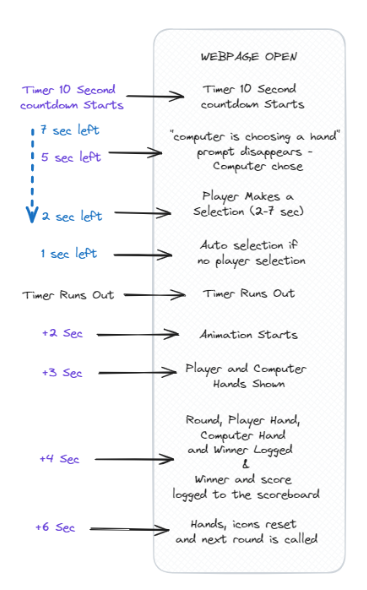 WEBPAGE OPEN
Timer 10 Second
countdown Starts
Timer 10 Second
countdown Starts
7 sec left
5 sec left
"computer is choosing a hand"
prompt disappears -
Computer chose
2 sec left
Player Makes a
Selection (2-7 sec)
1 sec left
Auto selection if
no player selection
Timer Runs Out
Timer Runs Out
+2 Sec
Animation Starts
+3 Sec
Player and Computer
Hands Shown
+4 Sec
Round, Player Hand,
Computer Hand
and Winner Logged
&
Winner and score
logged to the scoreboard
+6 Sec
Hands, icons reset
and next round is called